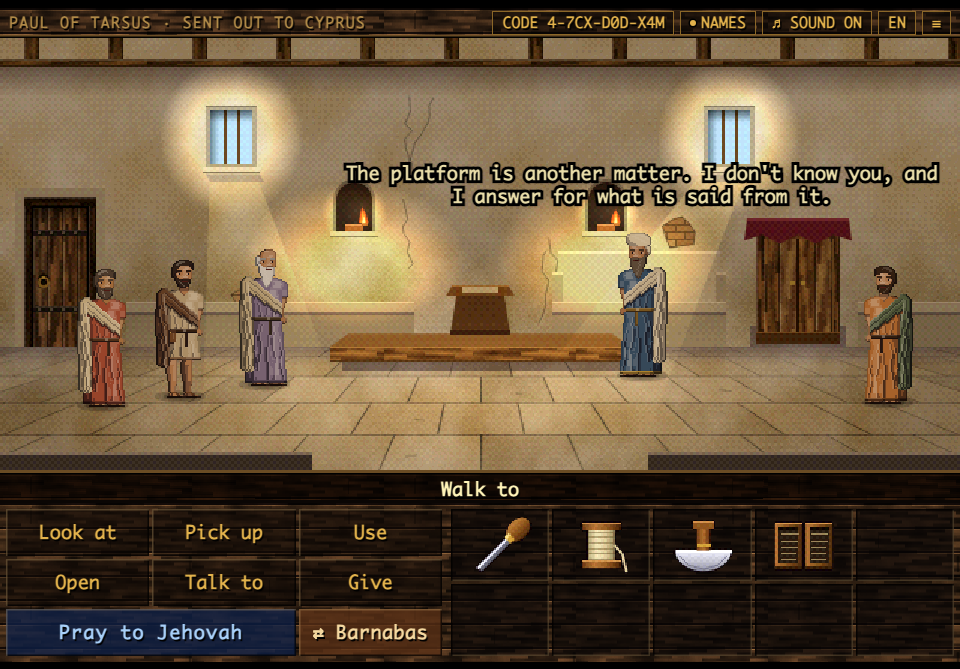 PAUL OF TARSUS · SENT OUT TO CYPRUS
CODE 4-7CX-D0D-X4M
• NAMES
♬ SOUND ON
EN
≡
The platform is another matter. I don't know you, and
I answer for what is said from it.
Walk to
Look at
Pick up
Use
Open
Talk to
Give
Pray to Jehovah
⇄ Barnabas